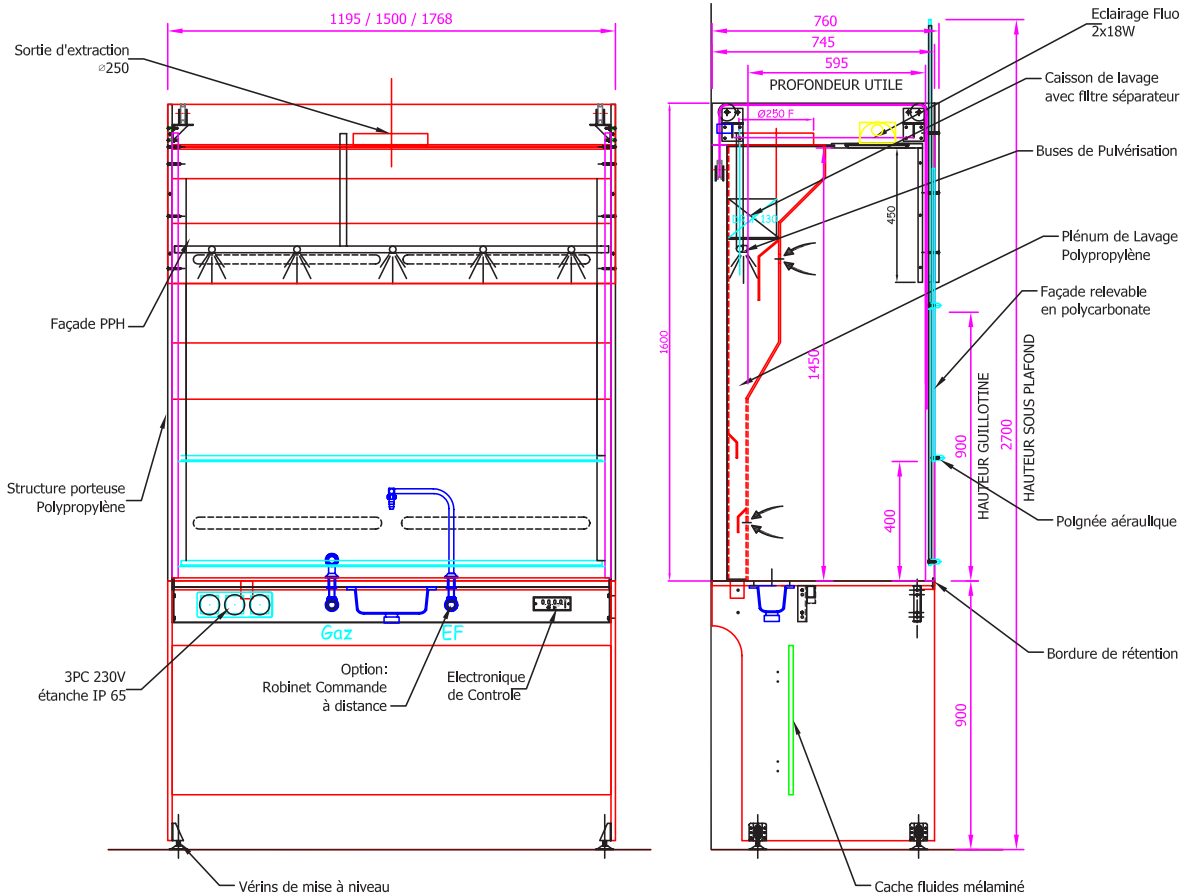 1195 / 1500 / 1768
Sortie d'extraction
⌀250
Façade PPH
Structure porteuse
Polypropylène
Gaz
EF
3PC 230V
étanche IP 65
Option:
Robinet Commande
à distance
Electronique
de Controle
Vérins de mise à niveau
760
745
595
PROFONDEUR UTILE
Ø250 F
450
1600
1450
400
900
HAUTEUR GUILLOTINE
HAUTEUR SOUS PLAFOND
2700
900
Eclairage Fluo
2x18W
Caisson de lavage
avec filtre séparateur
Buses de Pulvérisation
Plénum de Lavage
Polypropylène
Façade relevable
en polycarbonate
Poignée aéraulique
Bordure de rétention
Cache fluides mélaminé